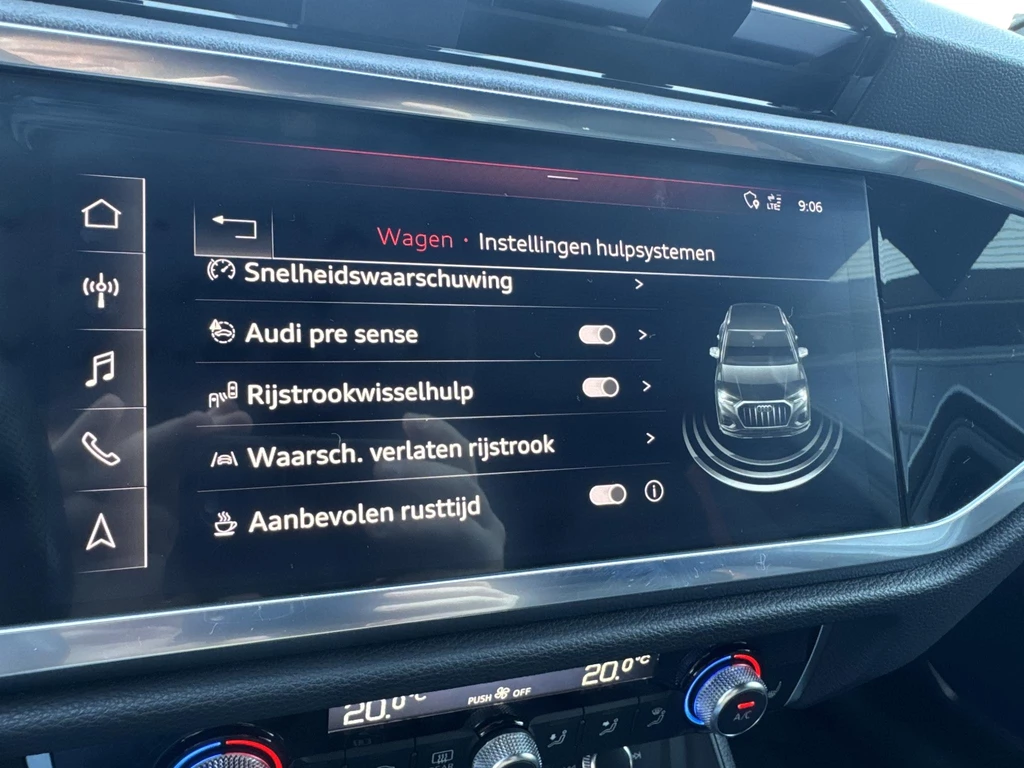 LTE
9:06
Wagen · Instellingen hulpsystemen
Snelheidswaarschuwing
Audi pre sense
Rijstrookwisselhulp
Waarsch. verlaten rijstrook
Aanbevolen rusttijd
20.0°C
PUSH OFF
20.0°C
A/C